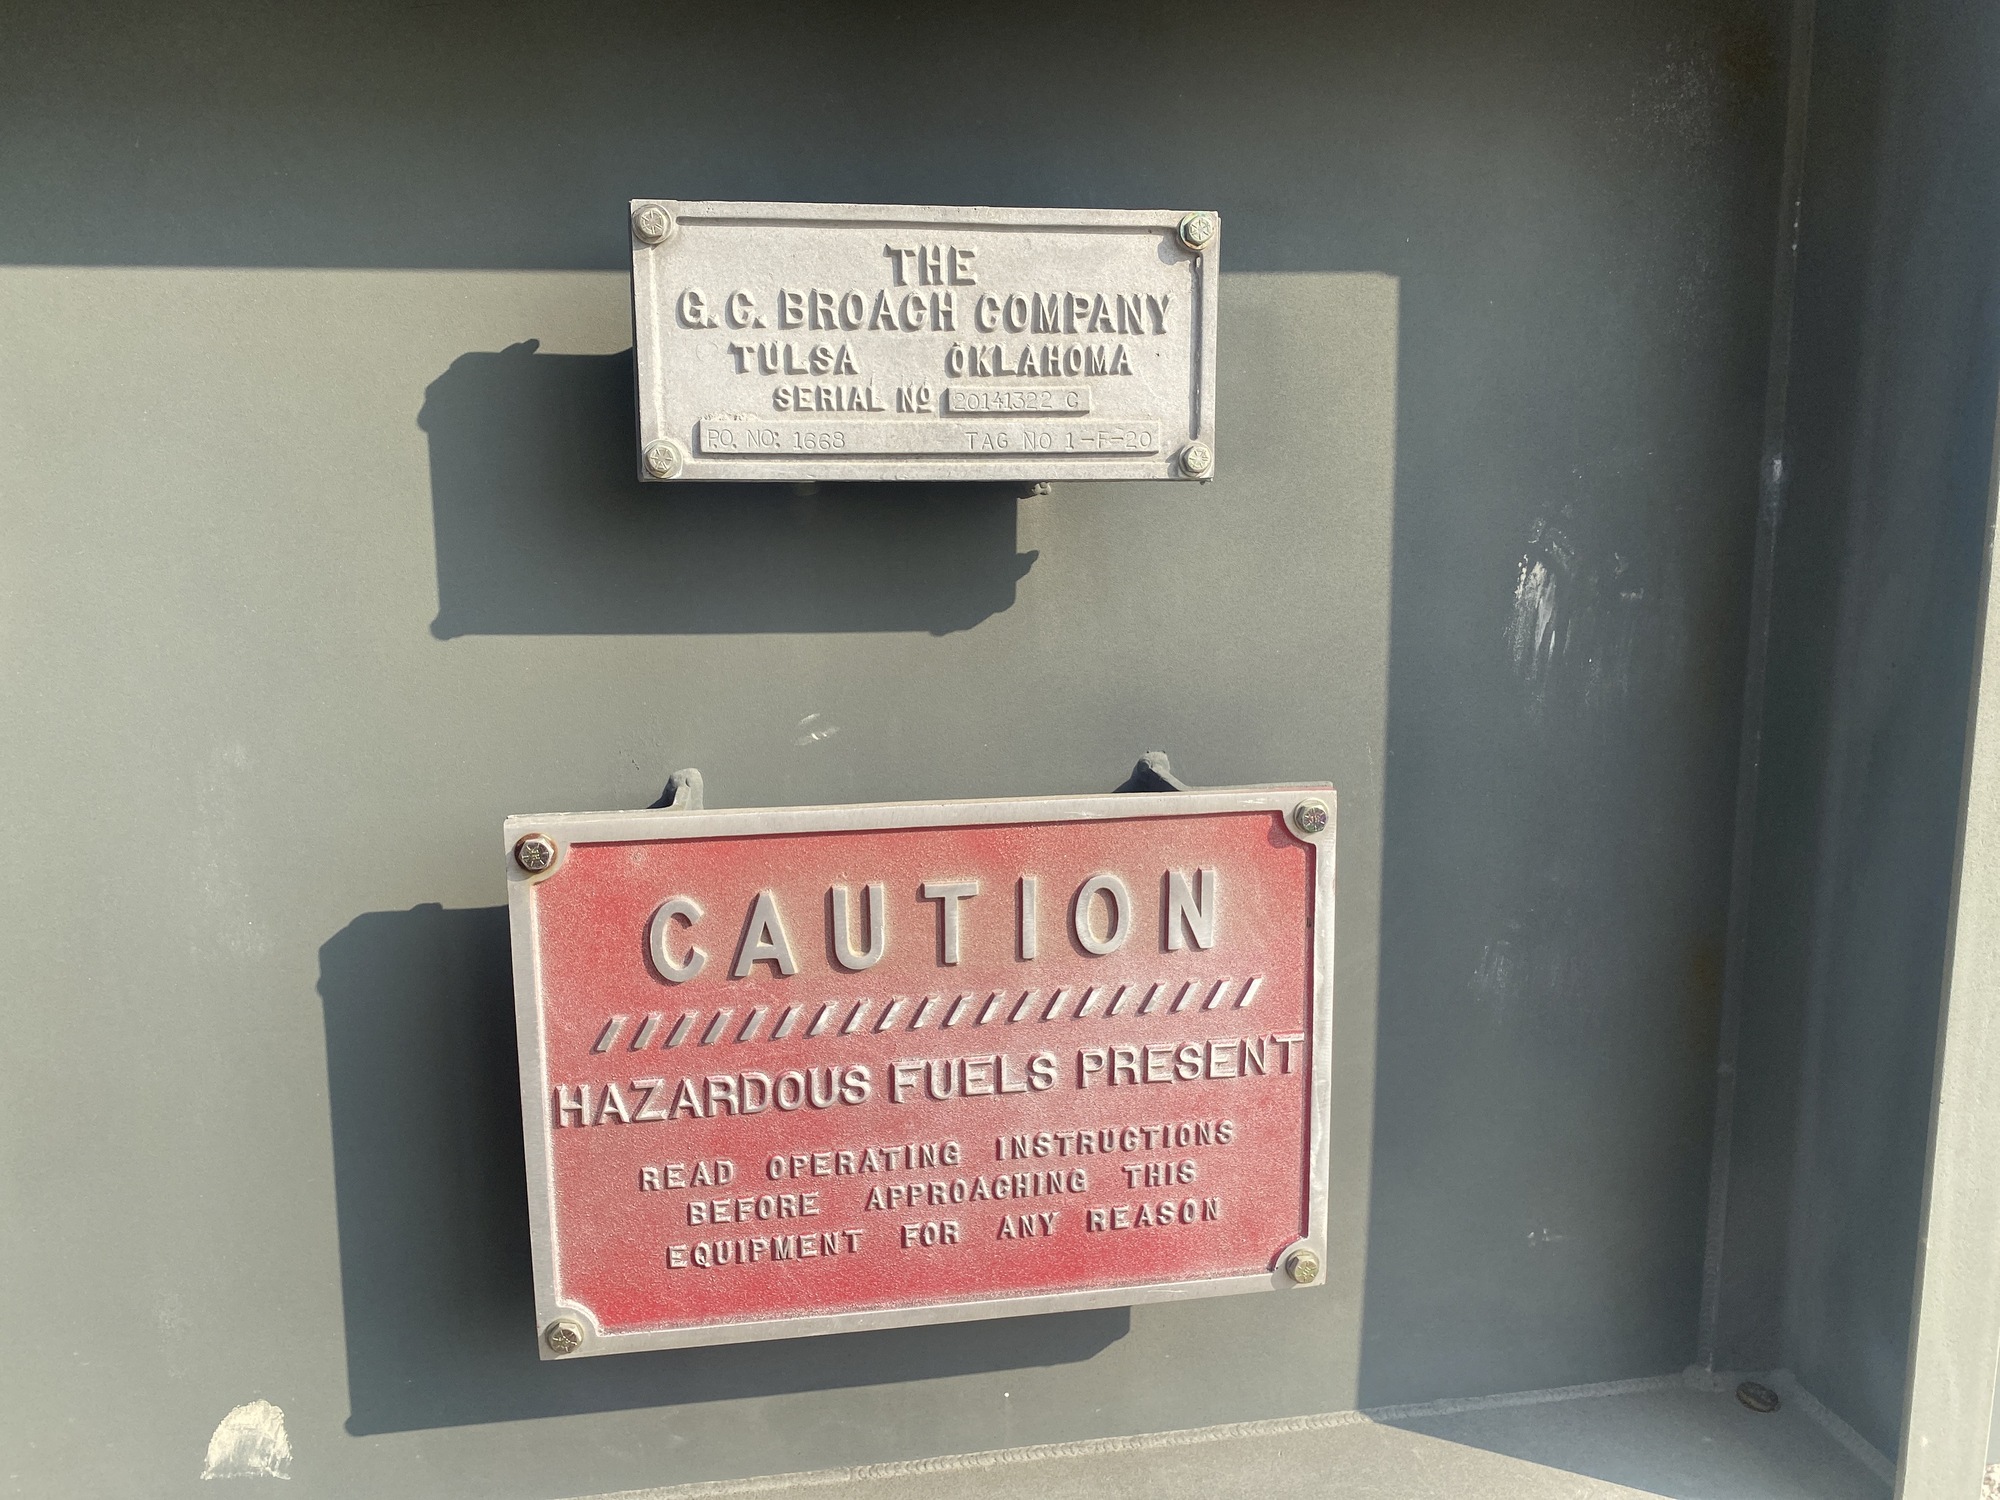 THE
G. C. BROACH COMPANY
TULSA OKLAHOMA
SERIAL Nº 20141322 G
P.O. NO: 1668 TAG NO 1-F-20
CAUTION
HAZARDOUS FUELS PRESENT
READ OPERATING INSTRUCTIONS
BEFORE APPROACHING THIS
EQUIPMENT FOR ANY REASON